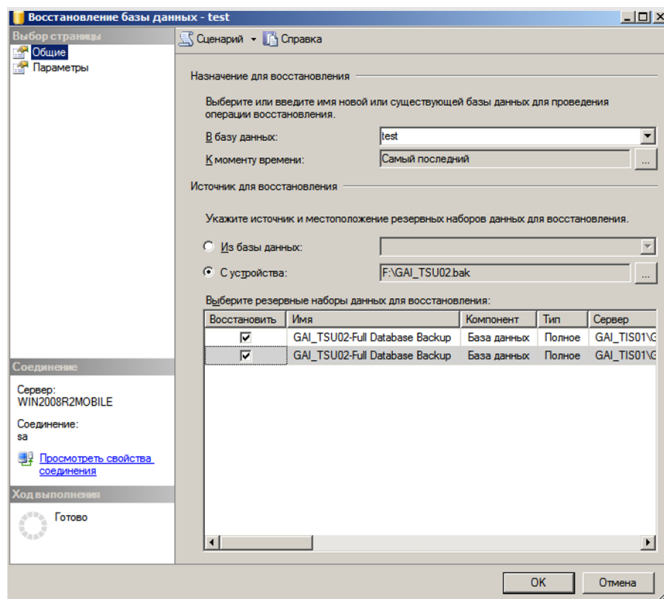 Восстановление базы данных - test
Выбор страницы
Общие
Параметры
Сценарий
Справка
Назначение для восстановления
Выберите или введите имя новой или существующей базы данных для проведения
операции восстановления.
В базу данных:
test
К моменту времени:
Самый последний
...
Источник для восстановления
Укажите источник и местоположение резервных наборов данных для восстановления.
Из базы данных:
С устройства:
F:\GAI_TSU02.bak
...
Выберите резервные наборы данных для восстановления:
Восстановить Имя Компонент Тип Сервер
GAI_TSU02-Full Database Backup База данных Полное GAI_TIS01\G
GAI_TSU02-Full Database Backup База данных Полное GAI_TIS01\G
Соединение
Сервер:
WIN2008R2MOBILE
Соединение:
sa
Просмотреть свойства
соединения
Ход выполнения
Готово
OK
Отмена